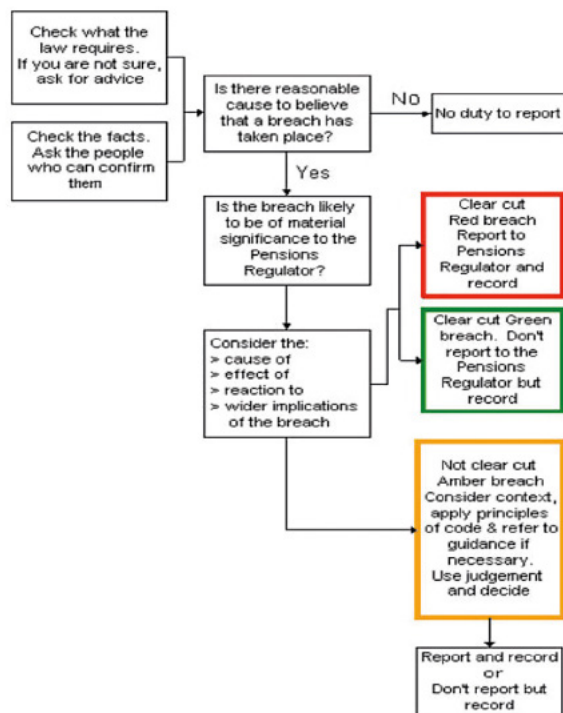 Check what the
law requires.
If you are not sure,
ask for advice
Check the facts.
Ask the people
who can confirm
them
Is there reasonable
cause to believe
that a breach has
taken place?
No
No duty to report
Yes
Is the breach likely
to be of material
significance to the
Pensions
Regulator?
Clear cut
Red breach
Report to
Pensions
Regulator and
record
Clear cut Green
breach. Don't
report to the
Pensions
Regulator but
record
Consider the:
➢ cause of
➢ effect of
➢ reaction to
➢ wider implications
of the breach
Not clear cut
Amber breach
Consider context,
apply principles
of code & refer to
guidance if
necessary.
Use judgement
and decide
Report and record
or
Don't report but
record